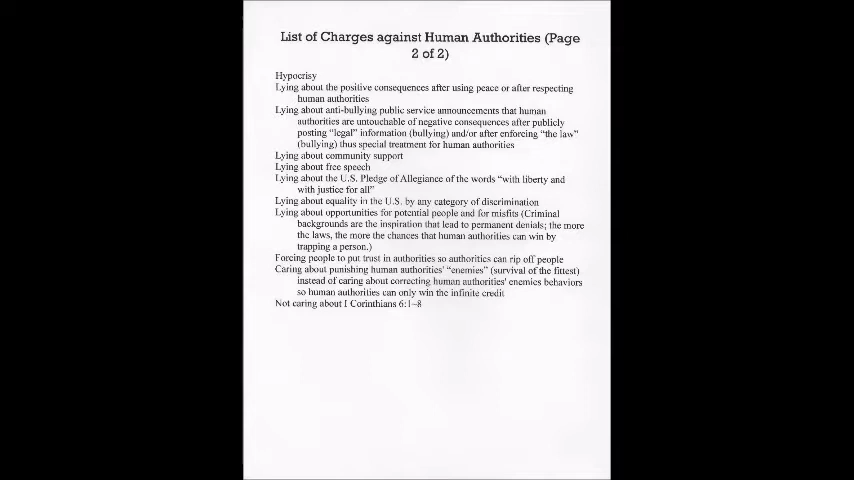 List of Charges against Human Authorities (Page
2 of 2)
Hypocrisy
Lying about the positive consequences after using peace or after respecting
human authorities
Lying about anti-bullying public service announcements that human
authorities are untouchable of negative consequences after publicly
posting “legal” information (bullying) and/or after enforcing “the law”
(bullying) thus special treatment for human authorities
Lying about community support
Lying about free speech
Lying about the U.S. Pledge of Allegiance of the words “with liberty and
with justice for all”
Lying about equality in the U.S. by any category of discrimination
Lying about opportunities for potential people and for misfits (Criminal
backgrounds are the inspiration that lead to permanent denials; the more
the laws, the more the chances that human authorities can win by
trapping a person.)
Forcing people to put trust in authorities so authorities can rip off people
Caring about punishing human authorities' “enemies” (survival of the fittest)
instead of caring about correcting human authorities' enemies behaviors
so human authorities can only win the infinite credit
Not caring about I Corinthians 6:1–8